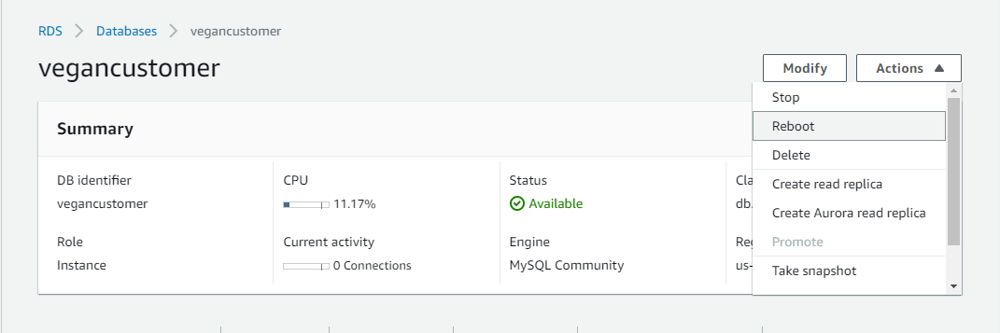 RDS > Databases > vegancustomer
vegancustomer
Modify
Actions
Stop
Reboot
Delete
Create read replica
Create Aurora read replica
Promote
Take snapshot
Summary
DB identifier
vegancustomer
CPU
11.17%
Status
Available
Cla
db.
Role
Instance
Current activity
0 Connections
Engine
MySQL Community
Reg
us-